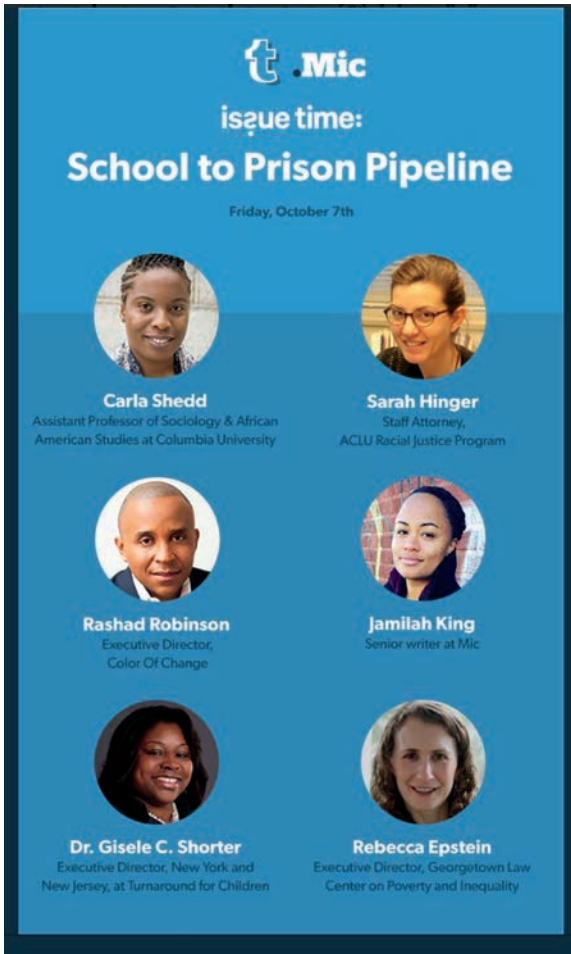 t .Mic
issue time:
School to Prison Pipeline
Friday, October 7th
Carla Shedd
Assistant Professor of Sociology & African
American Studies at Columbia University
Sarah Hinger
Staff Attorney,
ACLU Racial Justice Program
Rashad Robinson
Executive Director,
Color Of Change
Jamilah King
Senior writer at Mic
Dr. Gisele C. Shorter
Executive Director, New York and
New Jersey, at Turnaround for Children
Rebecca Epstein
Executive Director, Georgetown Law
Center on Poverty and Inequality